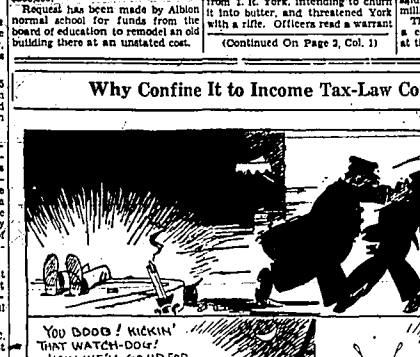 Request has been made by Albion
normal school for funds from the
board of education to remodel an old
building there at an unstated cost.
from I. R. York, intending to churn
it into butter, and threatened York
with a rifle. Officers read a warrant
(Continued On Page 2, Col. 1)
Why Confine It to Income Tax-Law Co
YOU BOOB! KICKIN'
THAT WATCH-DOG!